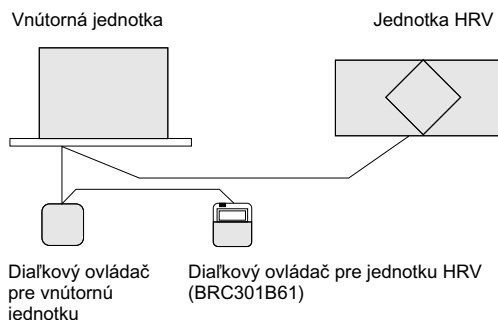 Vnútorná jednotka
Jednotka HRV
Diaľkový ovládač
pre vnútornú
jednotku
Diaľkový ovládač pre jednotku HRV
(BRC301B61)